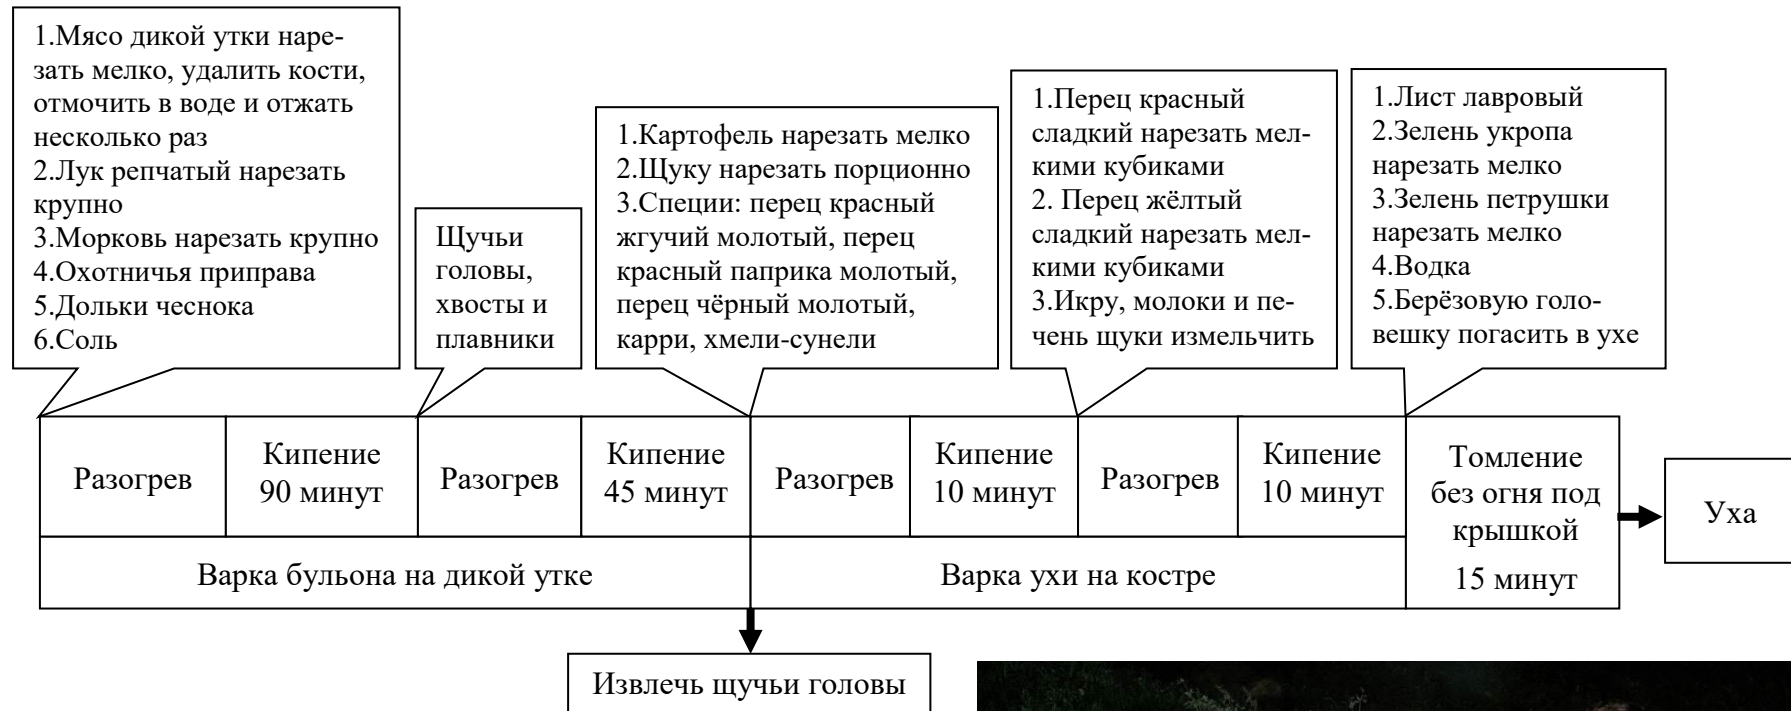 1.Мясо дикой утки наре-
зать мелко, удалить кости,
отмочить в воде и отжать
несколько раз
2.Лук репчатый нарезать
крупно
3.Морковь нарезать крупно
4.Охотничья приправа
5.Дольки чеснока
6.Соль
Щучьи
головы,
хвосты и
плавники
1.Картофель нарезать мелко
2.Щуку нарезать порционно
3.Специи: перец красный
жгучий молотый, перец
красный паприка молотый,
перец чёрный молотый,
карри, хмели-сунели
1.Перец красный
сладкий нарезать мел-
кими кубиками
2. Перец жёлтый
сладкий нарезать мел-
кими кубиками
3.Икру, молоки и пе-
чень щуки измельчить
1.Лист лавровый
2.Зелень укропа
нарезать мелко
3.Зелень петрушки
нарезать мелко
4.Водка
5.Берёзовую голо-
вешку погасить в ухе
Разогрев
Кипение
90 минут
Разогрев
Кипение
45 минут
Разогрев
Кипение
10 минут
Разогрев
Кипение
10 минут
Томление
без огня под
крышкой
15 минут
Уха
Варка бульона на дикой утке
Варка ухи на костре
Извлечь щучьи головы